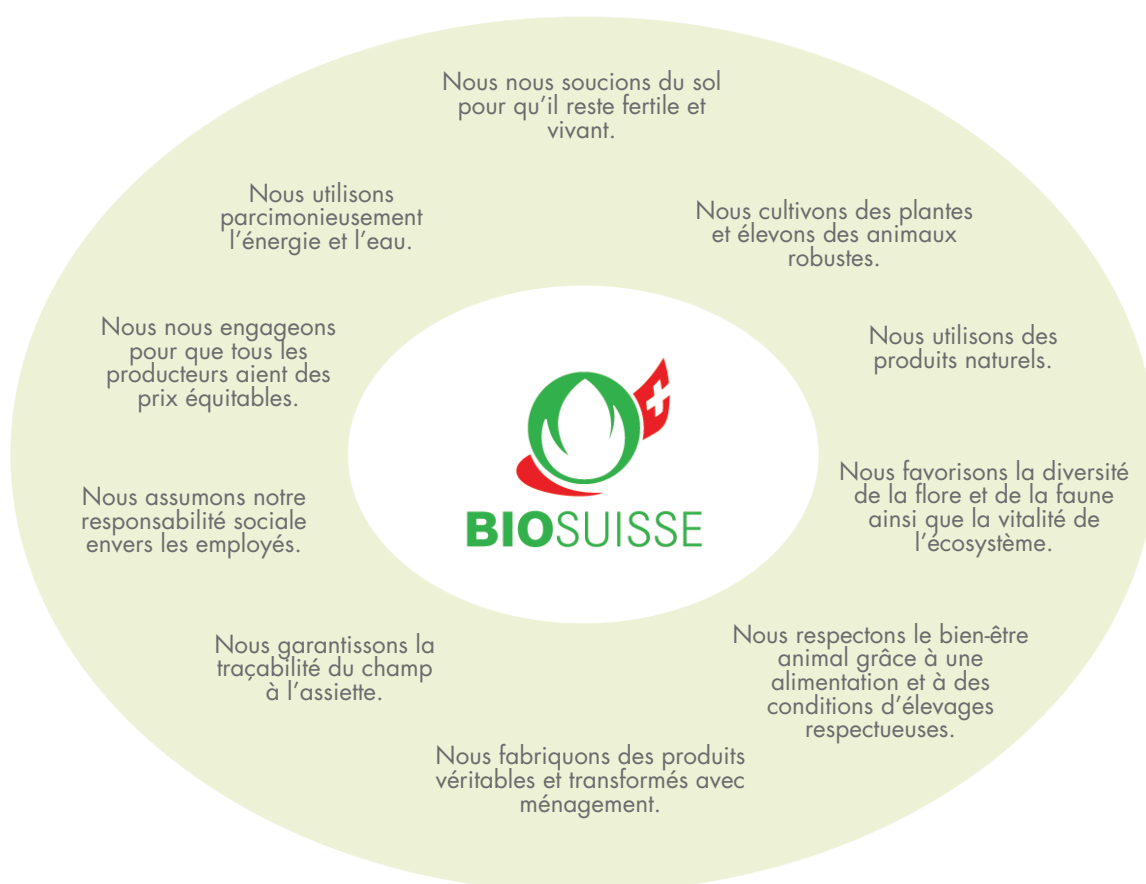 Nous nous soucions du sol
pour qu’il reste fertile et
vivant.
Nous cultivons des plantes
et élevons des animaux
robustes.
Nous utilisons des
produits naturels.
Nous favorisons la diversité
de la flore et de la faune
ainsi que la vitalité de
l’écosystème.
Nous respectons le bien-être
animal grâce à une
alimentation et à des
conditions d’élevages
respectueuses.
Nous fabriquons des produits
véritables et transformés avec
ménagement.
Nous garantissons la
traçabilité du champ
à l’assiette.
Nous assumons notre
responsabilité sociale
envers les employés.
Nous nous engageons
pour que tous les
producteurs aient des
prix équitables.
Nous utilisons
parcimonieusement
l’énergie et l’eau.
BIOSUISSE